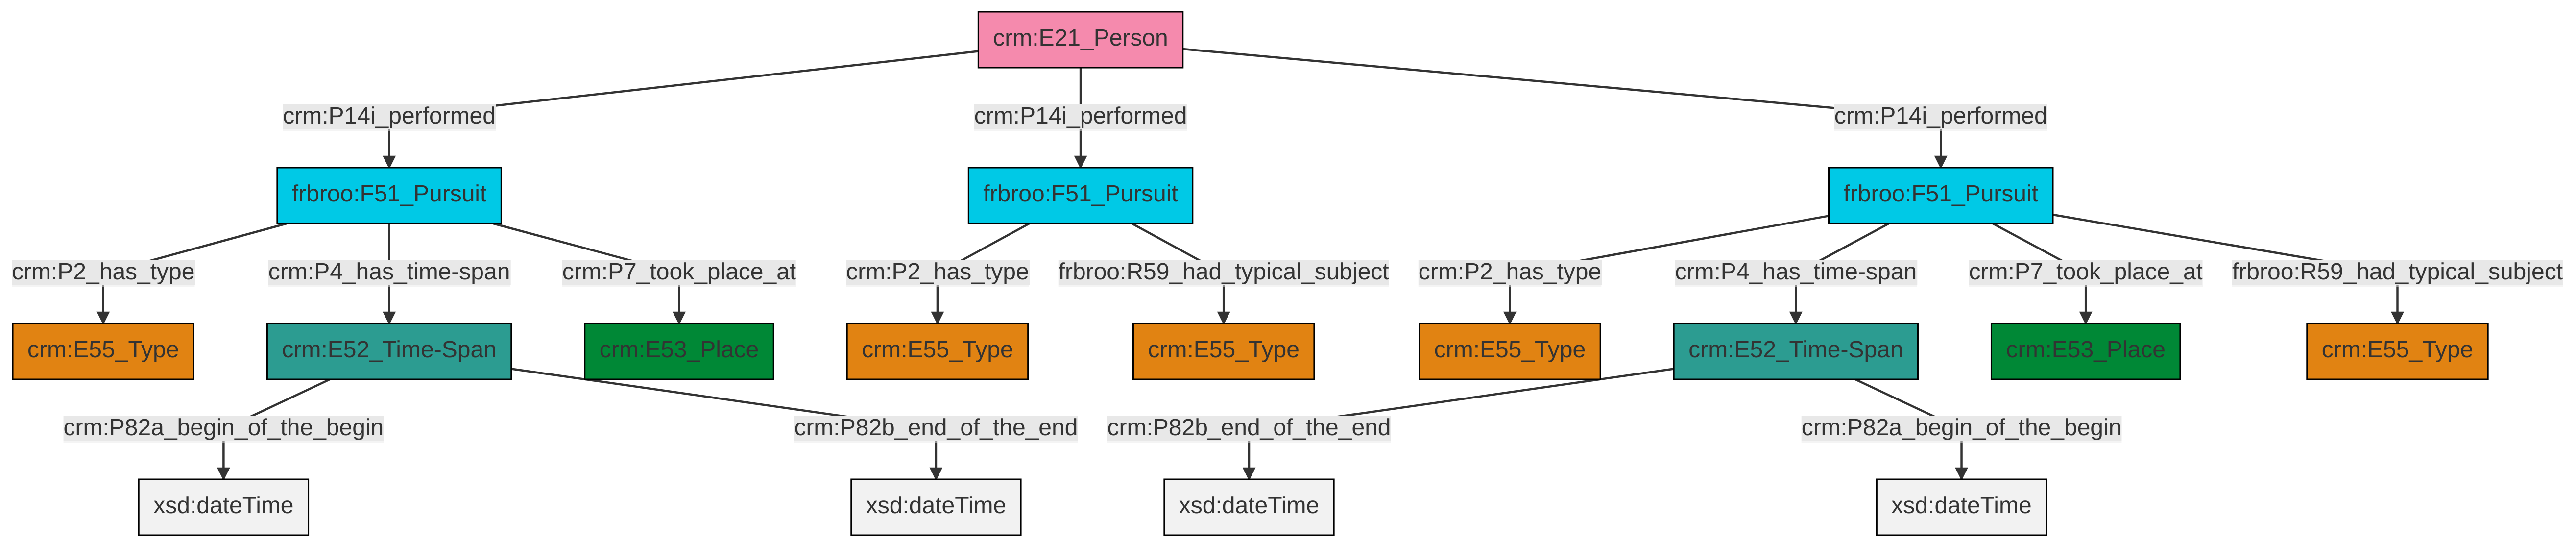 crm:E21_Person
crm:P14i_performed
crm:P14i_performed
crm:P14i_performed
frbroo:F51_Pursuit
frbroo:F51_Pursuit
frbroo:F51_Pursuit
crm:P2_has_type
crm:P4_has_time-span
crm:P7_took_place_at
crm:P2_has_type
frbroo:R59_had_typical_subject
crm:P2_has_type
crm:P4_has_time-span
crm:P7_took_place_at
frbroo:R59_had_typical_subject
crm:E55_Type
crm:E52_Time-Span
crm:E53_Place
crm:E55_Type
crm:E55_Type
crm:E55_Type
crm:E52_Time-Span
crm:E53_Place
crm:E55_Type
crm:P82a_begin_of_the_begin
crm:P82b_end_of_the_end
crm:P82b_end_of_the_end
crm:P82a_begin_of_the_begin
xsd:dateTime
xsd:dateTime
xsd:dateTime
xsd:dateTime